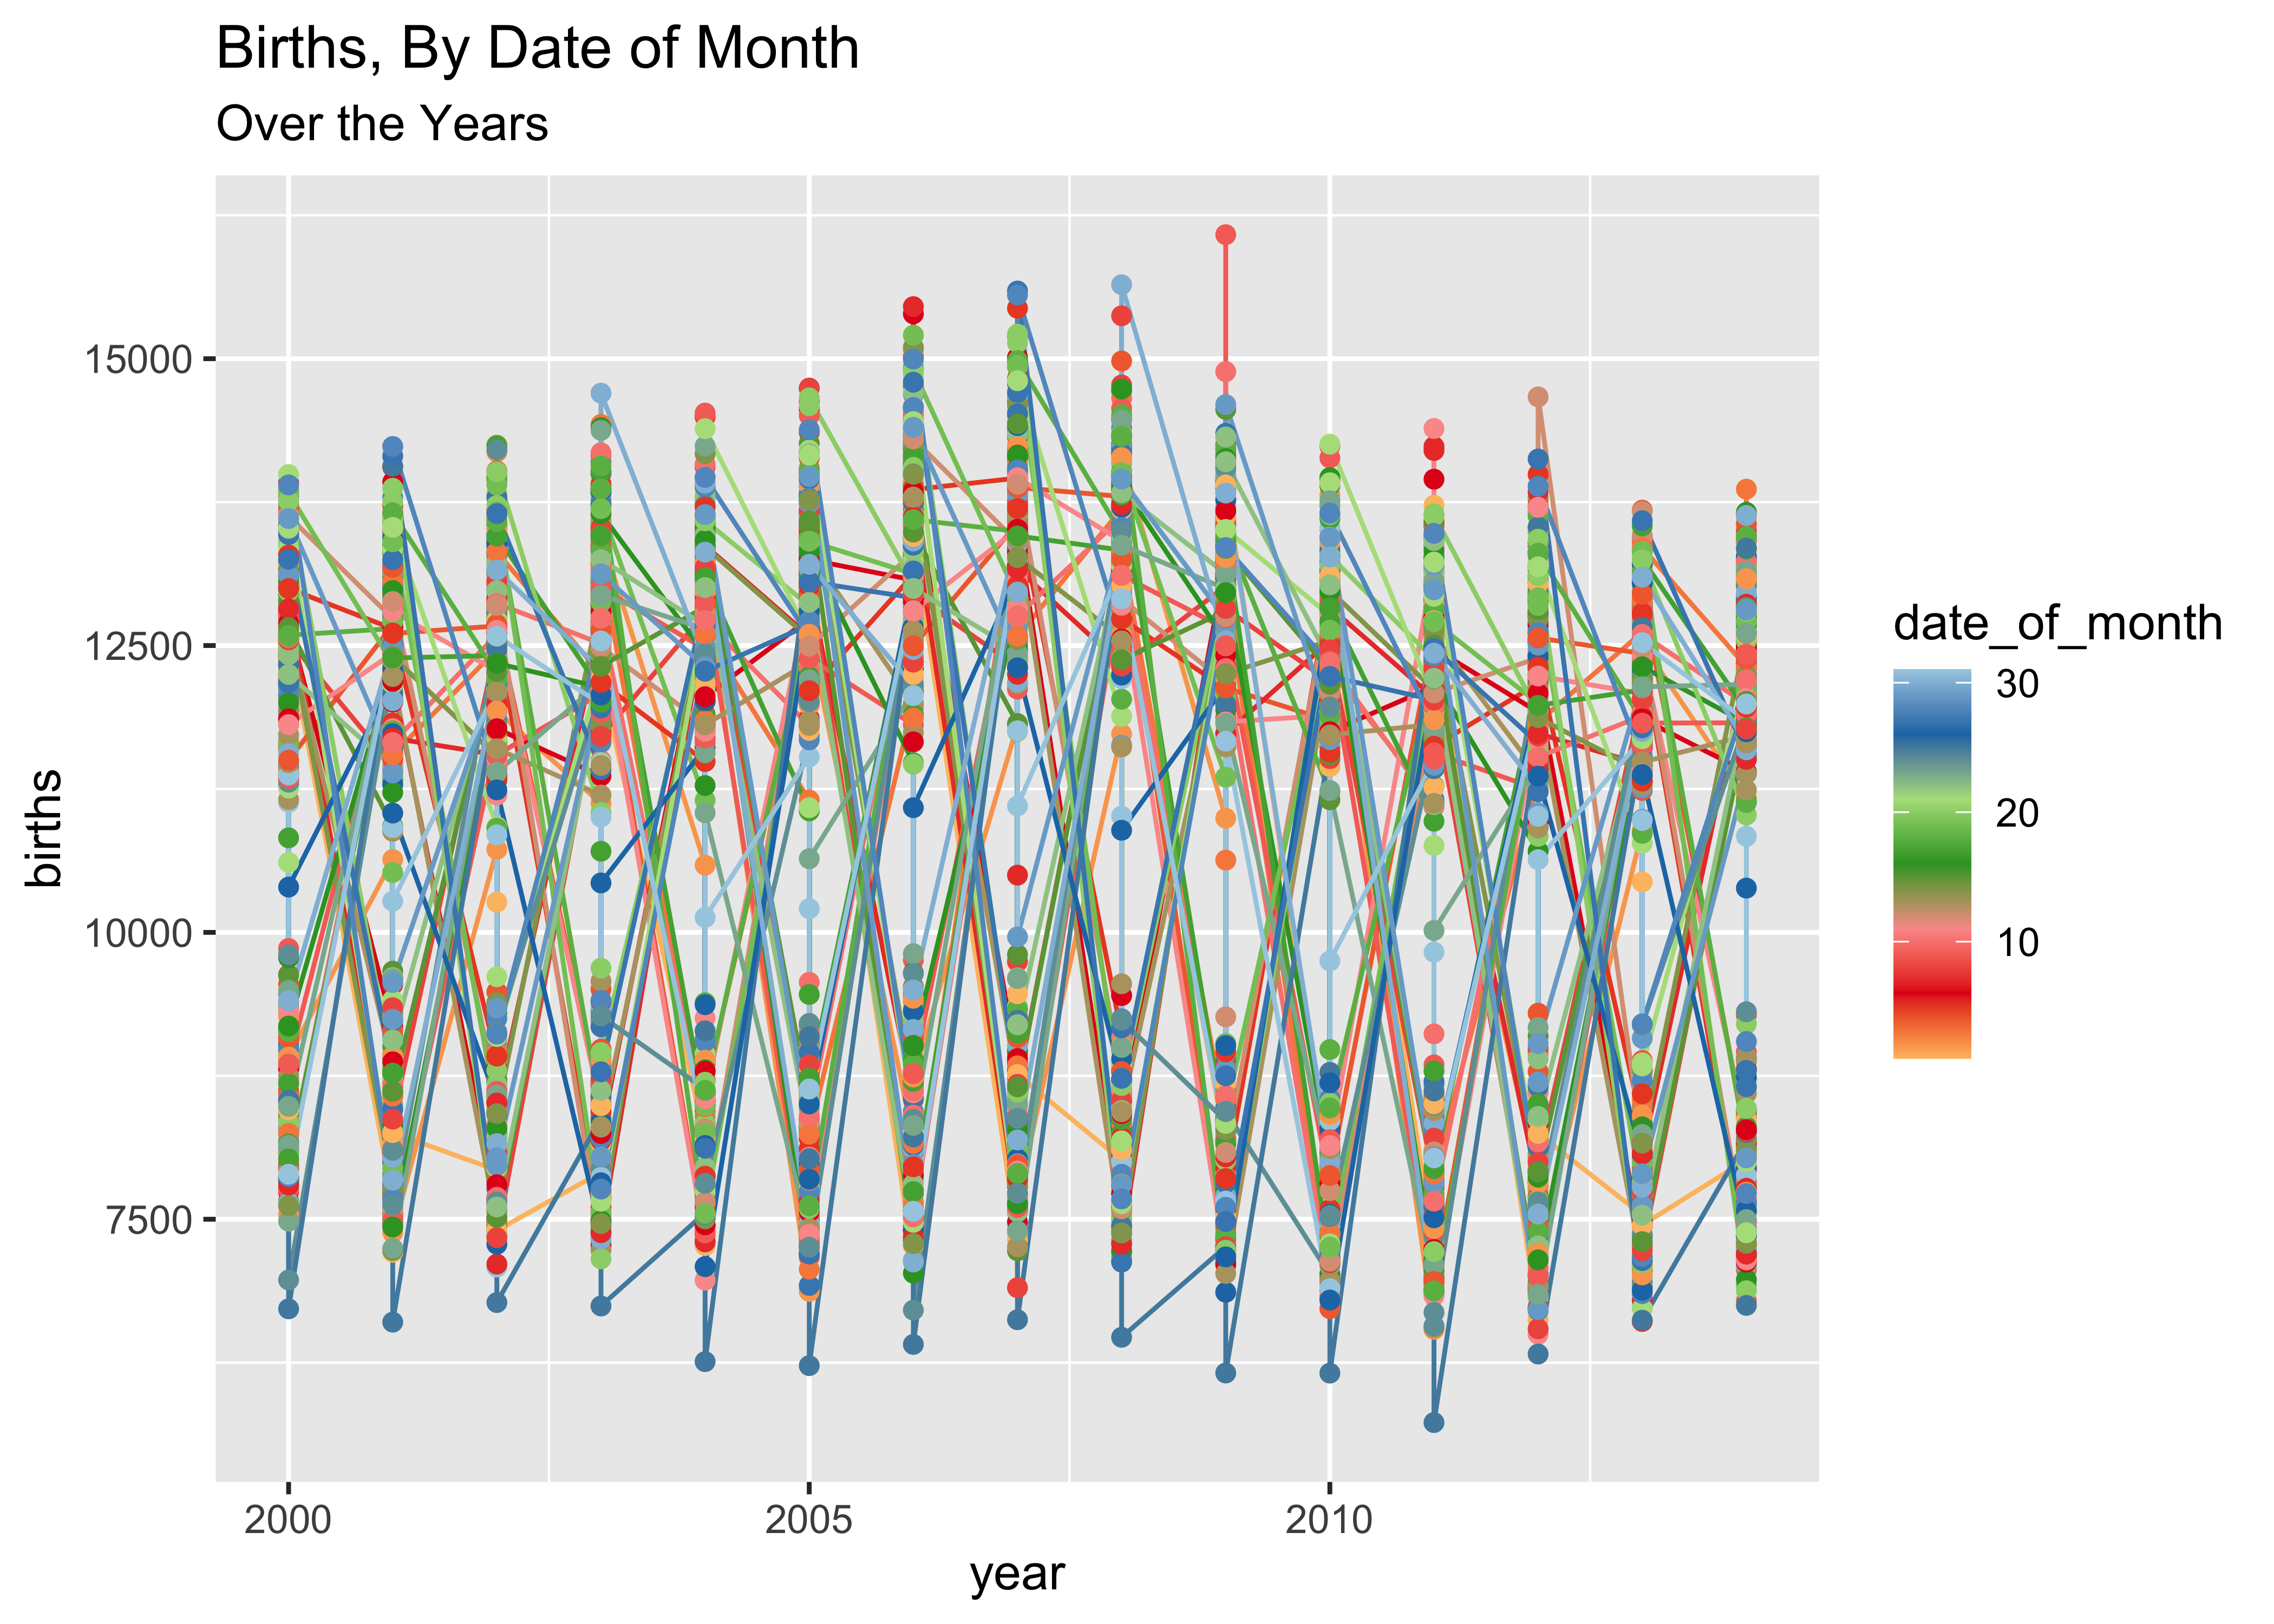 Births, By Date of Month
Over the Years
15000
12500
10000
7500
births
2000
2005
2010
year
date_of_month
30
20
10